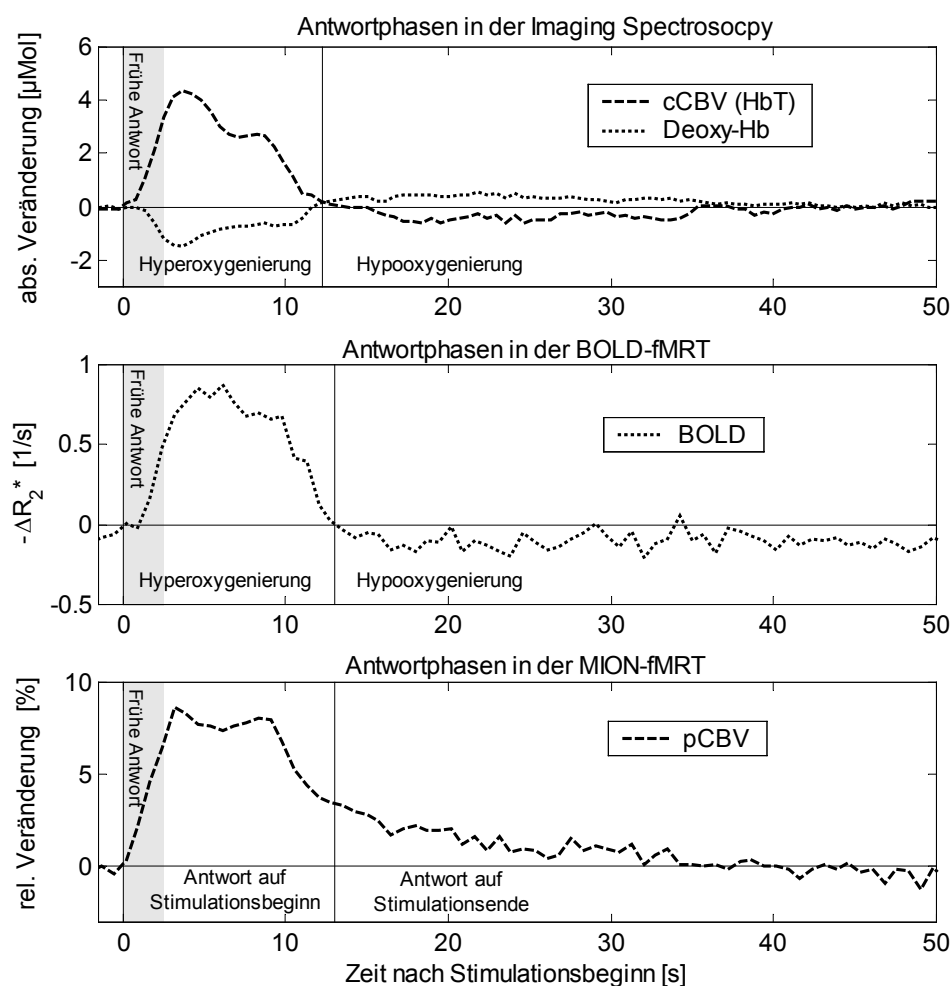 Antwortphasen in der Imaging Spectrosocpy
abs. Veränderung [µMol]
6
4
2
0
-2
Frühe Antwort
cCBV (HbT)
Deoxy-Hb
Hyperoxygenierung
Hypooxygenierung
0
10
20
30
40
50
Antwortphasen in der BOLD-fMRT
-ΔR2* [1/s]
1
0.5
0
-0.5
Frühe Antwort
BOLD
Hyperoxygenierung
Hypooxygenierung
0
10
20
30
40
50
Antwortphasen in der MION-fMRT
rel. Veränderung [%]
10
5
0
Frühe Antwort
pCBV
Antwort auf
Stimulationsbeginn
Antwort auf
Stimulationsende
0
10
20
30
40
50
Zeit nach Stimulationsbeginn [s]